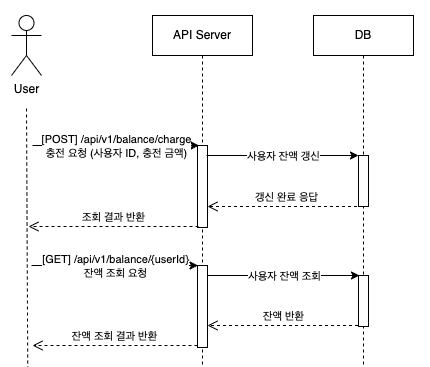 API Server
DB
User
[POST] /api/v1/balance/charge
충전 요청 (사용자 ID, 충전 금액)
사용자 잔액 갱신
갱신 완료 응답
조회 결과 반환
[GET] /api/v1/balance/{userId}
잔액 조회 요청
사용자 잔액 조회
잔액 반환
잔액 조회 결과 반환